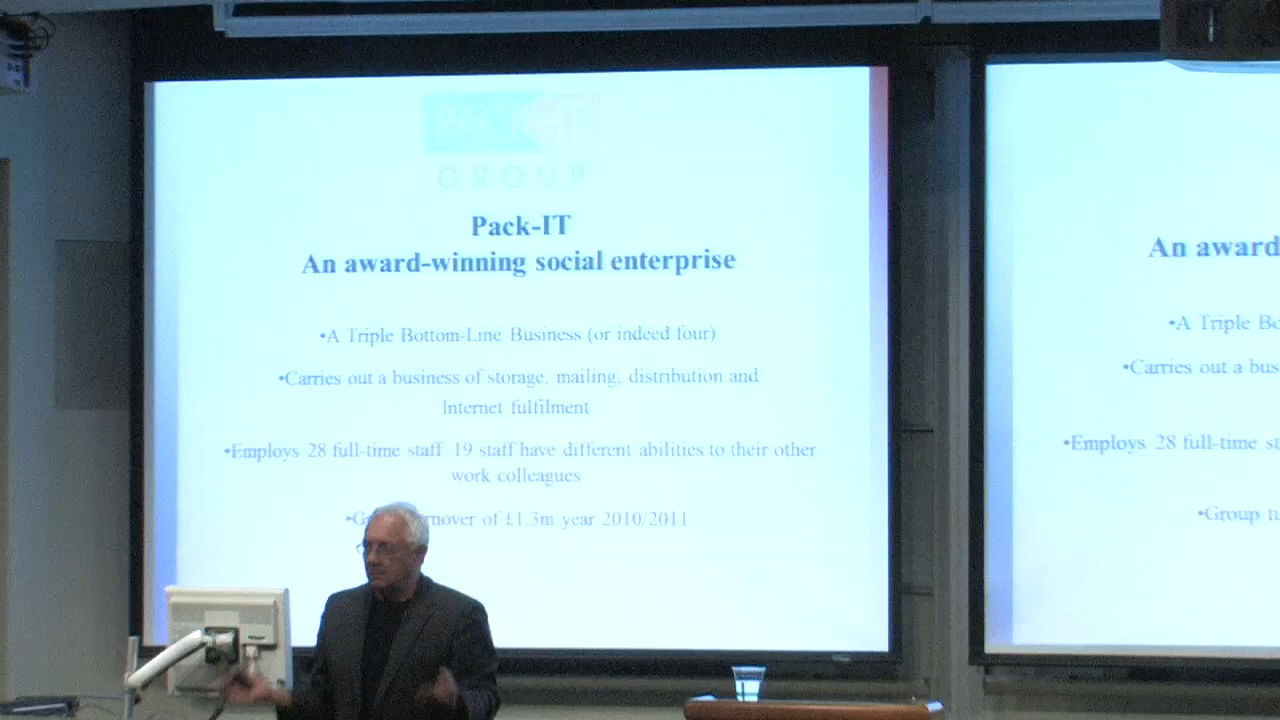 PACK-IT
GROUP
Pack-IT
An award-winning social enterprise
•A Triple Bottom-Line Business (or indeed four)
•Carries out a business of storage, mailing, distribution and
Internet fulfilment
•Employs 28 full-time staff 19 staff have different abilities to their other
work colleagues
•G rnover of £1.3m year 2010/2011
An award
•A Triple Bo
•Carries out a bus
•Employs 28 full-time st
•Group tu